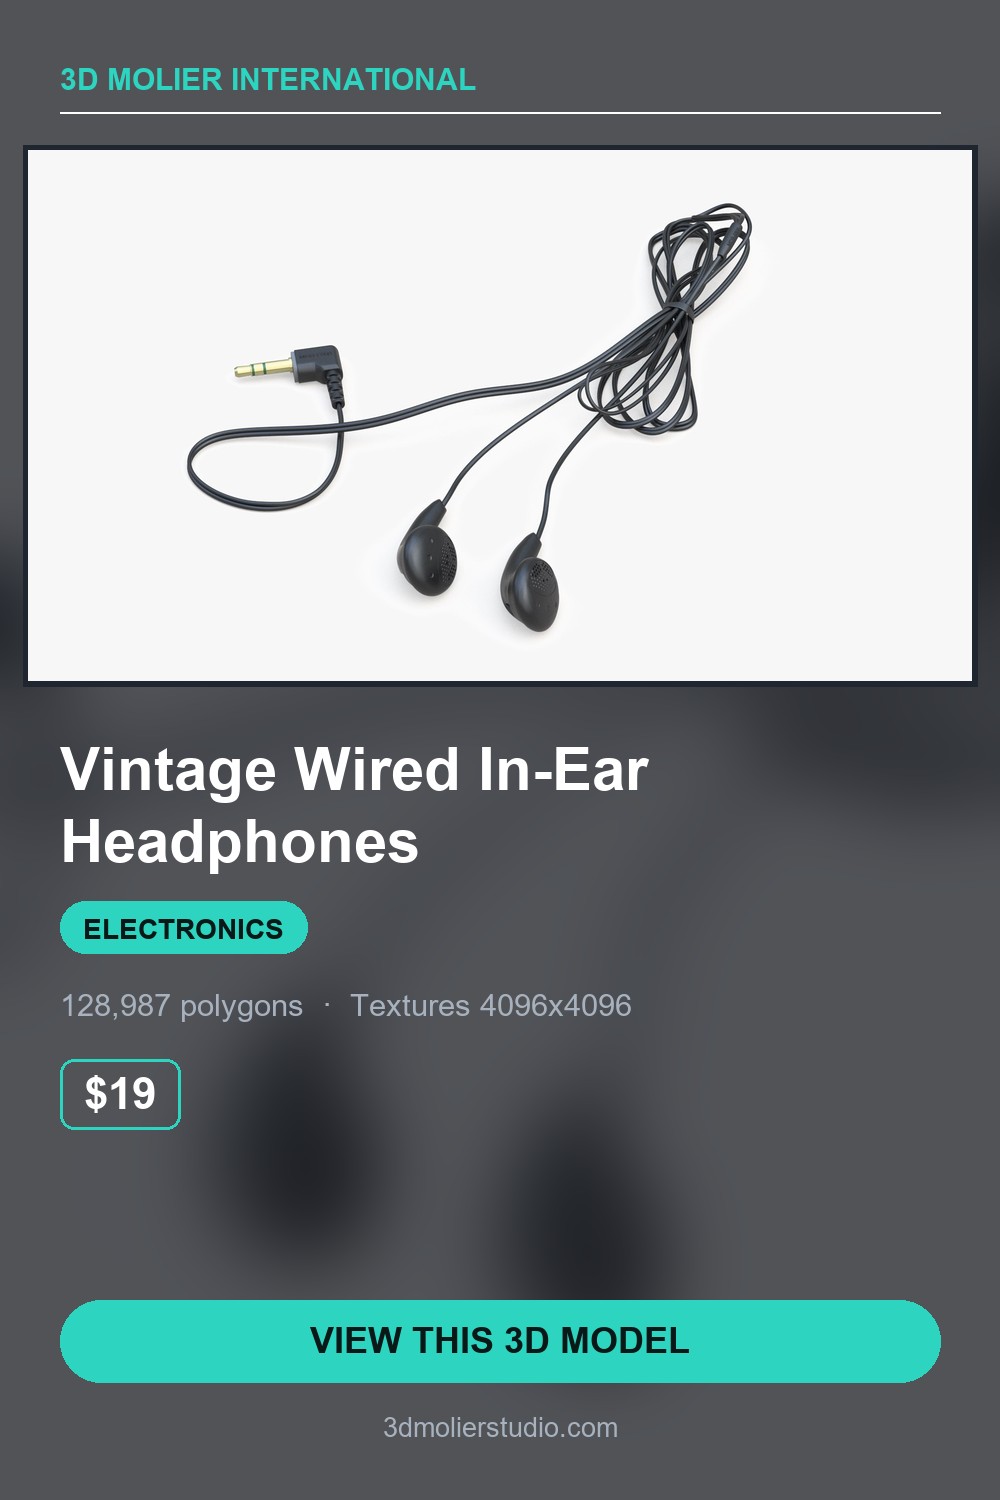 3D MOLIER INTERNATIONAL
Vintage Wired In-Ear
Headphones
ELECTRONICS
128,987 polygons · Textures 4096x4096
$19
VIEW THIS 3D MODEL
3dmolierstudio.com